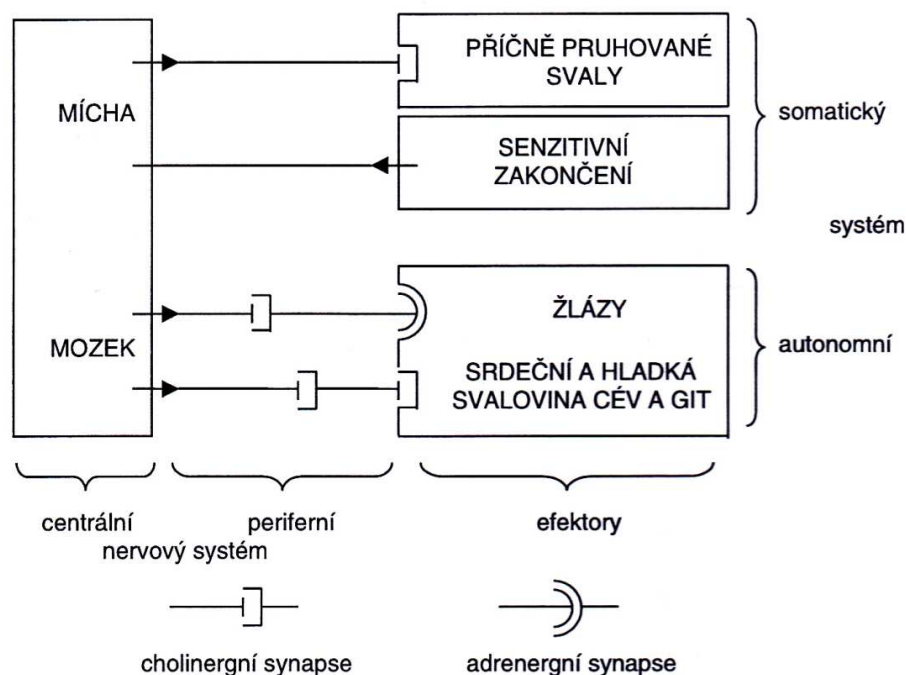 PŘÍČNĚ PRUHOVANÉ
SVALY
MÍCHA
somatický
SENZITIVNÍ
ZAKONČENÍ
systém
ŽLÁZY
MOZEK
autonomní
SRDEČNÍ A HLADKÁ
SVALOVINA CÉV A GIT
centrální
periferní
efektory
nervový systém
cholinergní synapse
adrenergní synapse